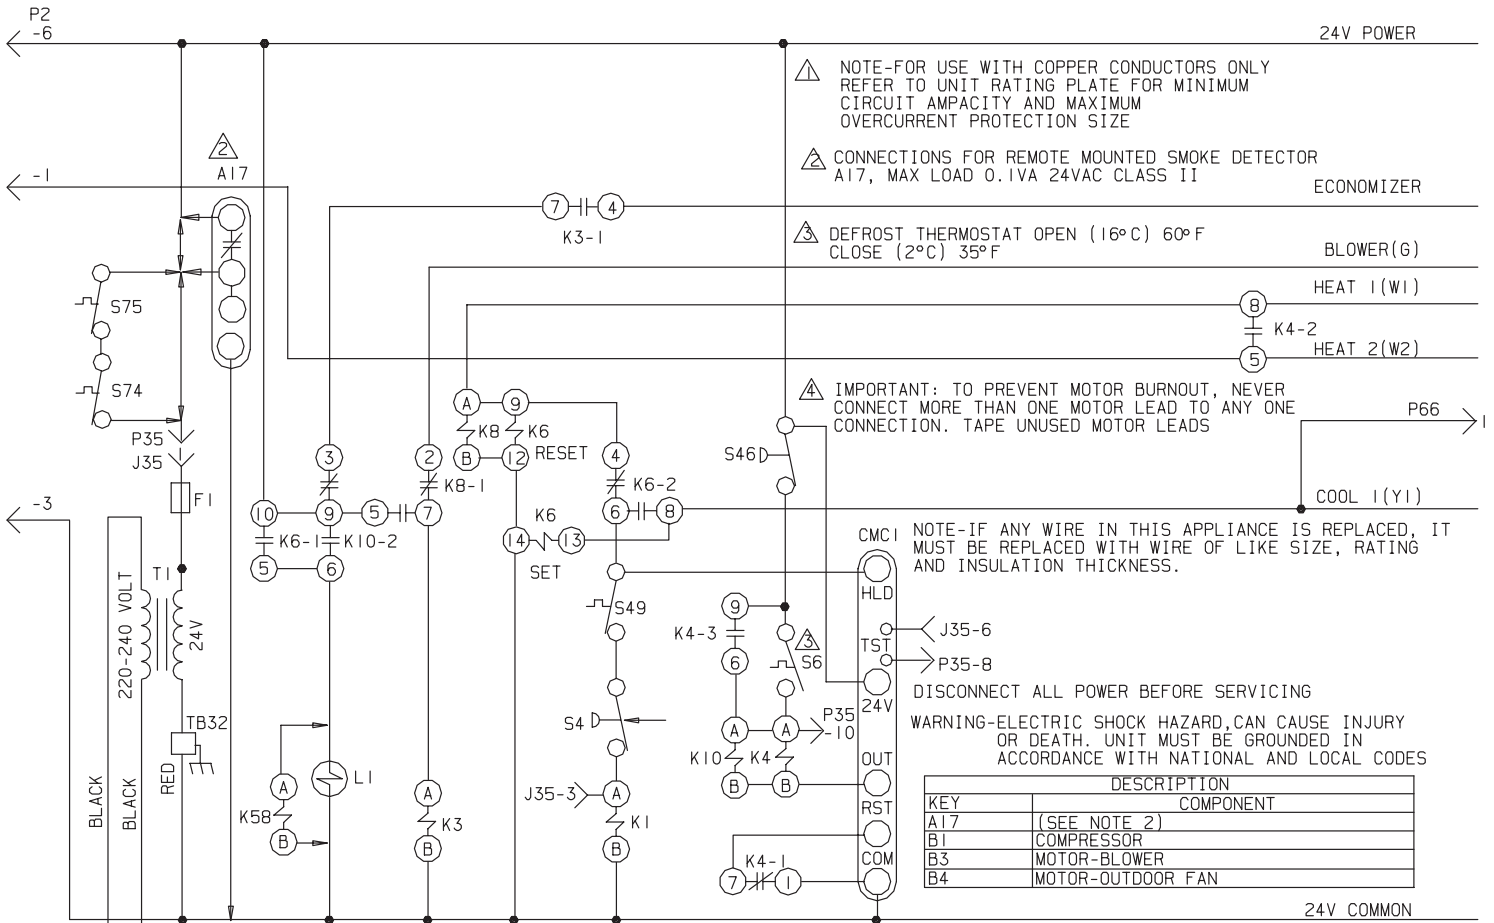 P2
-6
24V POWER
1 NOTE-FOR USE WITH COPPER CONDUCTORS ONLY
REFER TO UNIT RATING PLATE FOR MINIMUM
CIRCUIT AMPACITY AND MAXIMUM
OVERCURRENT PROTECTION SIZE
2
A17
2 CONNECTIONS FOR REMOTE MOUNTED SMOKE DETECTOR
A17, MAX LOAD 0.1VA 24VAC CLASS II
-1
ECONOMIZER
7 4
K3-1
3 DEFROST THERMOSTAT OPEN (16°C) 60°F
CLOSE (2°C) 35°F
BLOWER(G)
HEAT 1(W1)
S75
8
K4-2
5
HEAT 2(W2)
S74
4 IMPORTANT: TO PREVENT MOTOR BURNOUT, NEVER
CONNECT MORE THAN ONE MOTOR LEAD TO ANY ONE
CONNECTION. TAPE UNUSED MOTOR LEADS
P66
1
A 9
K8 K6
B 12 RESET
P35
1
J35
3
2
K8-1
4
K6-2
S46
F1
-3
10 9 5 7
6 8
COOL 1(Y1)
K6-1 K10-2
5 6
K6
14 13
SET
CMC1
NOTE-IF ANY WIRE IN THIS APPLIANCE IS REPLACED, IT
MUST BE REPLACED WITH WIRE OF LIKE SIZE, RATING
AND INSULATION THICKNESS.
T1
220-240 VOLT
24V
HLD
S49
9
K4-3
6
3
S6
TST
J35-6
P35-8
24V
DISCONNECT ALL POWER BEFORE SERVICING
TB32
S4
A A
P35
-10
K10 K4
B B
WARNING-ELECTRIC SHOCK HAZARD,CAN CAUSE INJURY
OR DEATH. UNIT MUST BE GROUNDED IN
ACCORDANCE WITH NATIONAL AND LOCAL CODES
OUT
BLACK
BLACK
RED
A
K58
B
L1
A
K3
B
J35-3
A
K1
B
RST
COM
K4-1
7 1
DESCRIPTION
KEY COMPONENT
A17 (SEE NOTE 2)
B1 COMPRESSOR
B3 MOTOR-BLOWER
B4 MOTOR-OUTDOOR FAN
24V COMMON